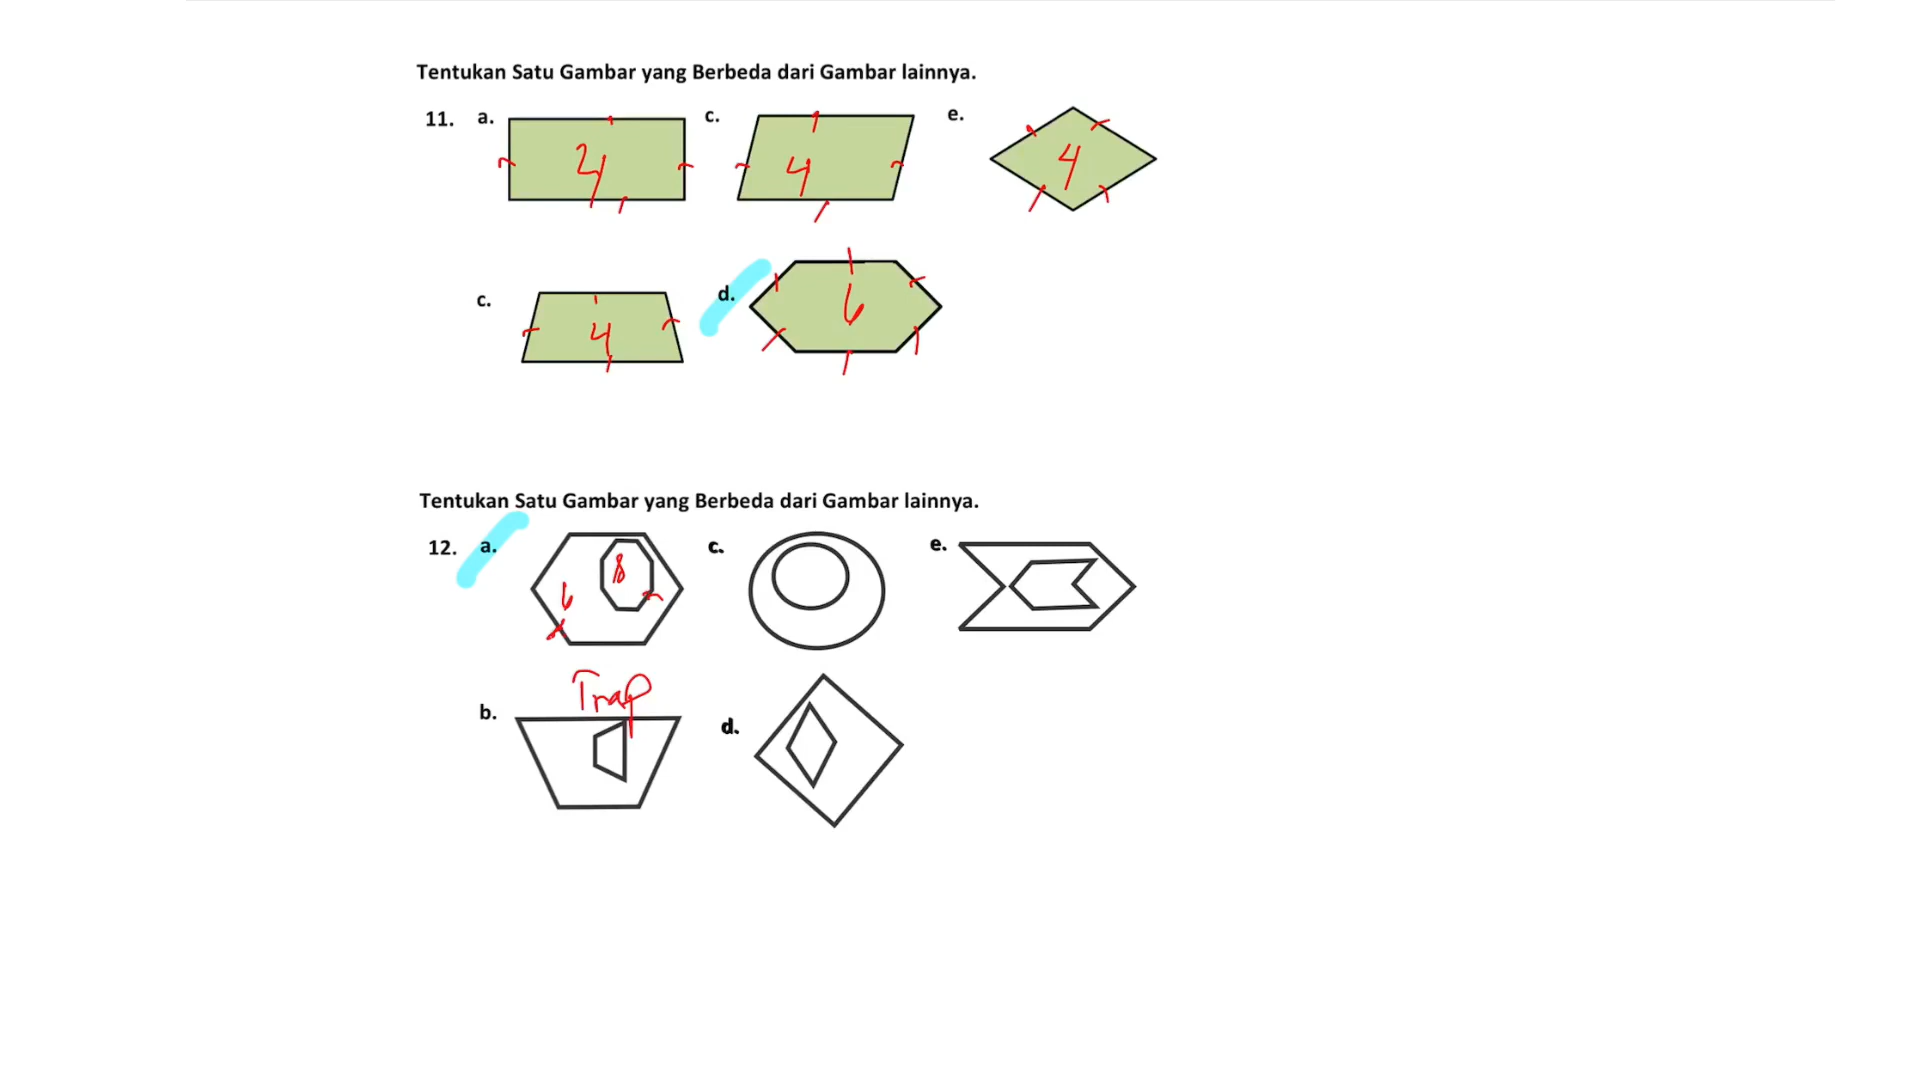 Tentukan Satu Gambar yang Berbeda dari Gambar lainnya.
11. a. c. e.
4 4 4
c. d.
4 6
Tentukan Satu Gambar yang Berbeda dari Gambar lainnya.
12. a. c. e.
6 8
Trap
b. d.